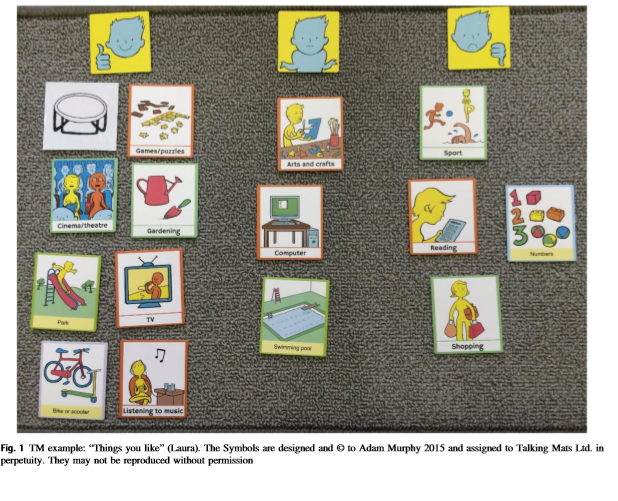 Games/puzzles
Arts and crafts
Sport
Cinema/theatre
Gardening
Computer
Reading
Numbers
Park
TV
Swimming pool
Shopping
Bike or scooter
Listening to music
Fig. 1 TM example: “Things you like” (Laura). The Symbols are designed and © to Adam Murphy 2015 and assigned to Talking Mats Ltd. in
perpetuity. They may not be reproduced without permission